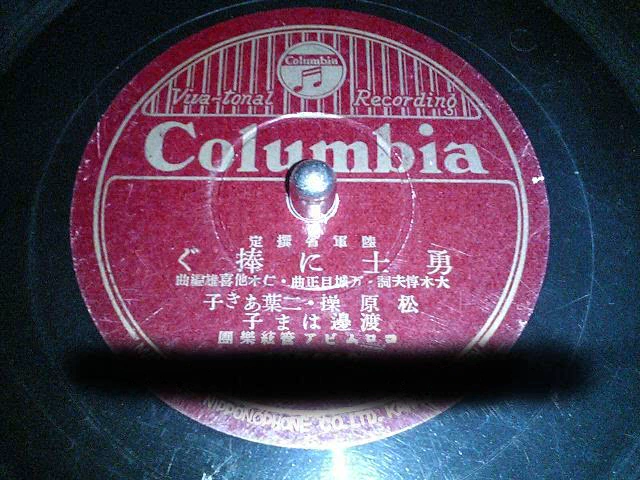 Columbia
Viva-tonal Recording
Columbia
陸軍省撰定
勇士に捧ぐ
大木惇夫詞・万城目正曲・仁木他喜雄編曲
松原操・二葉あき子
渡邊はま子
コロムビア管絃樂團
NIPPONOPHONE CO., LTD.,